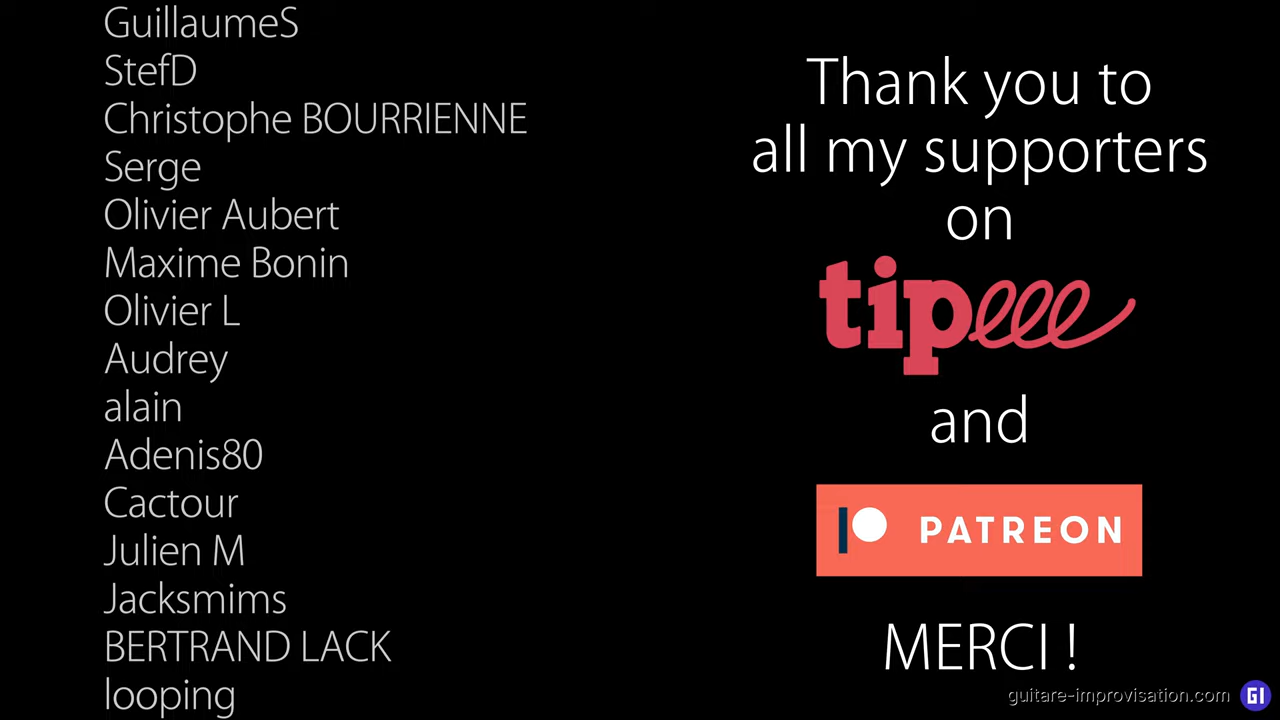 GuillaumeS
StefD
Christophe BOURRIENNE
Serge
Olivier Aubert
Maxime Bonin
Olivier L
Audrey
alain
Adenis80
Cactour
Julien M
Jacksmims
BERTRAND LACK
looping
Thank you to
all my supporters
on
tipeee
and
PATREON
MERCI !
guitare-improvisation.com GI